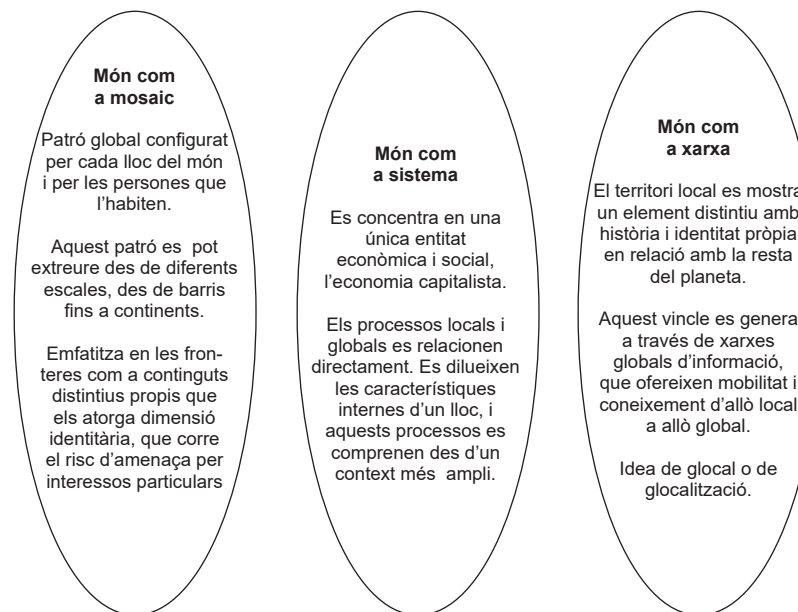 Món com
a mosaic
Patró global configurat
per cada lloc del món
i per les persones que
l’habiten.
Aquest patró es pot
extreure des de diferents
escales, des de barris
fins a continents.
Emfatitza en les fron-
teres com a continguts
distintius propis que
els atorga dimensió
identitària, que corre
el risc d’amenaça per
interessos particulars
Món com
a sistema
Es concentra en una
única entitat
econòmica i social,
l’economia capitalista.
Els processos locals i
globals es relacionen
directament. Es dilueixen
les característiques
internes d’un lloc, i
aquests processos es
comprenen des d’un
context més ampli.
Món com
a xarxa
El territori local es mostra
un element distintiu amb
història i identitat pròpia
en relació amb la resta
del planeta.
Aquest vincle es genera
a través de xarxes
globals d’informació,
que ofereixen mobilitat i
coneixement d’allò local
a allò global.
Idea de glocal o de
glocalització.